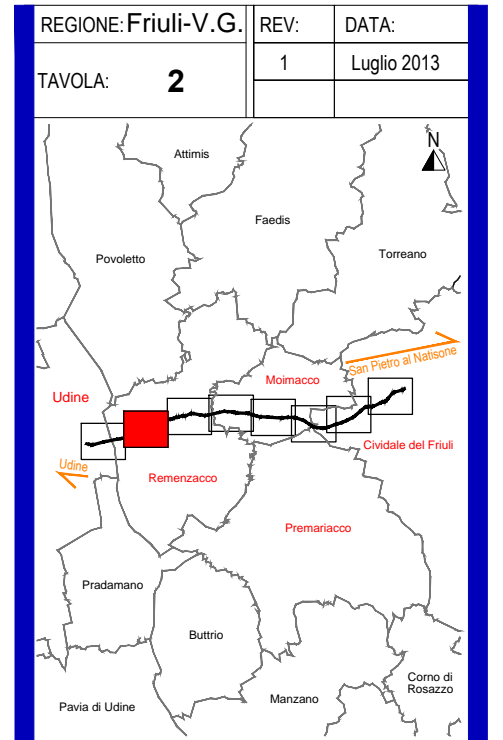 REGIONE: Friuli-V.G. REV: DATA:
1 Luglio 2013
TAVOLA: 2
N
Attimis
Faedis
Povoletto
Torreano
San Pietro al Natisone
Moimacco
Udine
Cividale del Friuli
Udine
Remenzacco
Premariacco
Pradamano
Buttrio
Corno di
Rosazzo
Manzano
Pavia di Udine